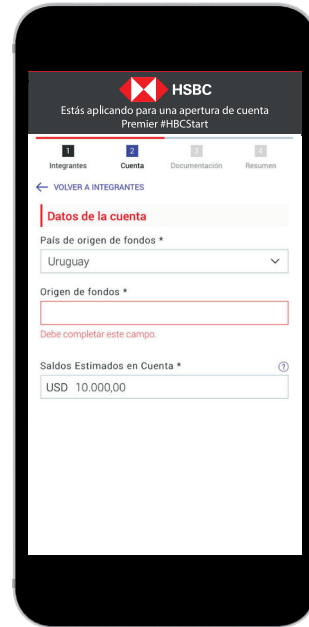 HSBC
Estás aplicando para una apertura de cuenta
Premier #HBCStart
1 2 3 4
Integrantes Cuenta Documentación Resumen
← VOLVER A INTEGRANTES
Datos de la cuenta
País de origen de fondos *
Uruguay
Origen de fondos *
Debe completar este campo.
Saldos Estimados en Cuenta * ?
USD 10.000,00